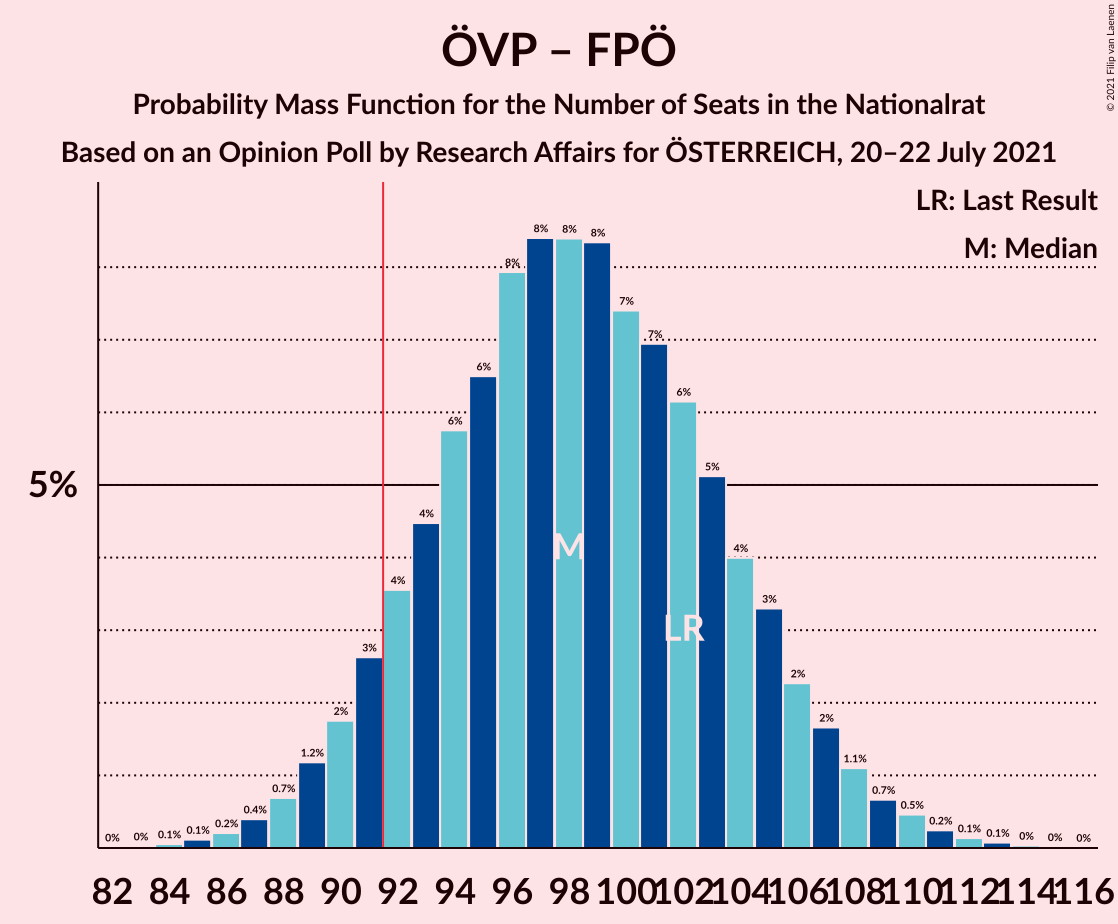 ÖVP – FPÖ
Probability Mass Function for the Number of Seats in the Nationalrat
Based on an Opinion Poll by Research Affairs for ÖSTERREICH, 20–22 July 2021
© 2021 Filip van Laenen
LR: Last Result
M: Median
5%
0% 0% 0.1% 0.1% 0.2% 0.4% 0.7% 1.2% 2% 3% 4% 4% 6% 6% 8% 8% 8% 8% 7% 7% 6% 5% 4% 3% 2% 2% 1.1% 0.7% 0.5% 0.2% 0.1% 0.1% 0% 0% 0%
M
LR
82 84 86 88 90 92 94 96 98 100 102 104 106 108 110 112 114 116